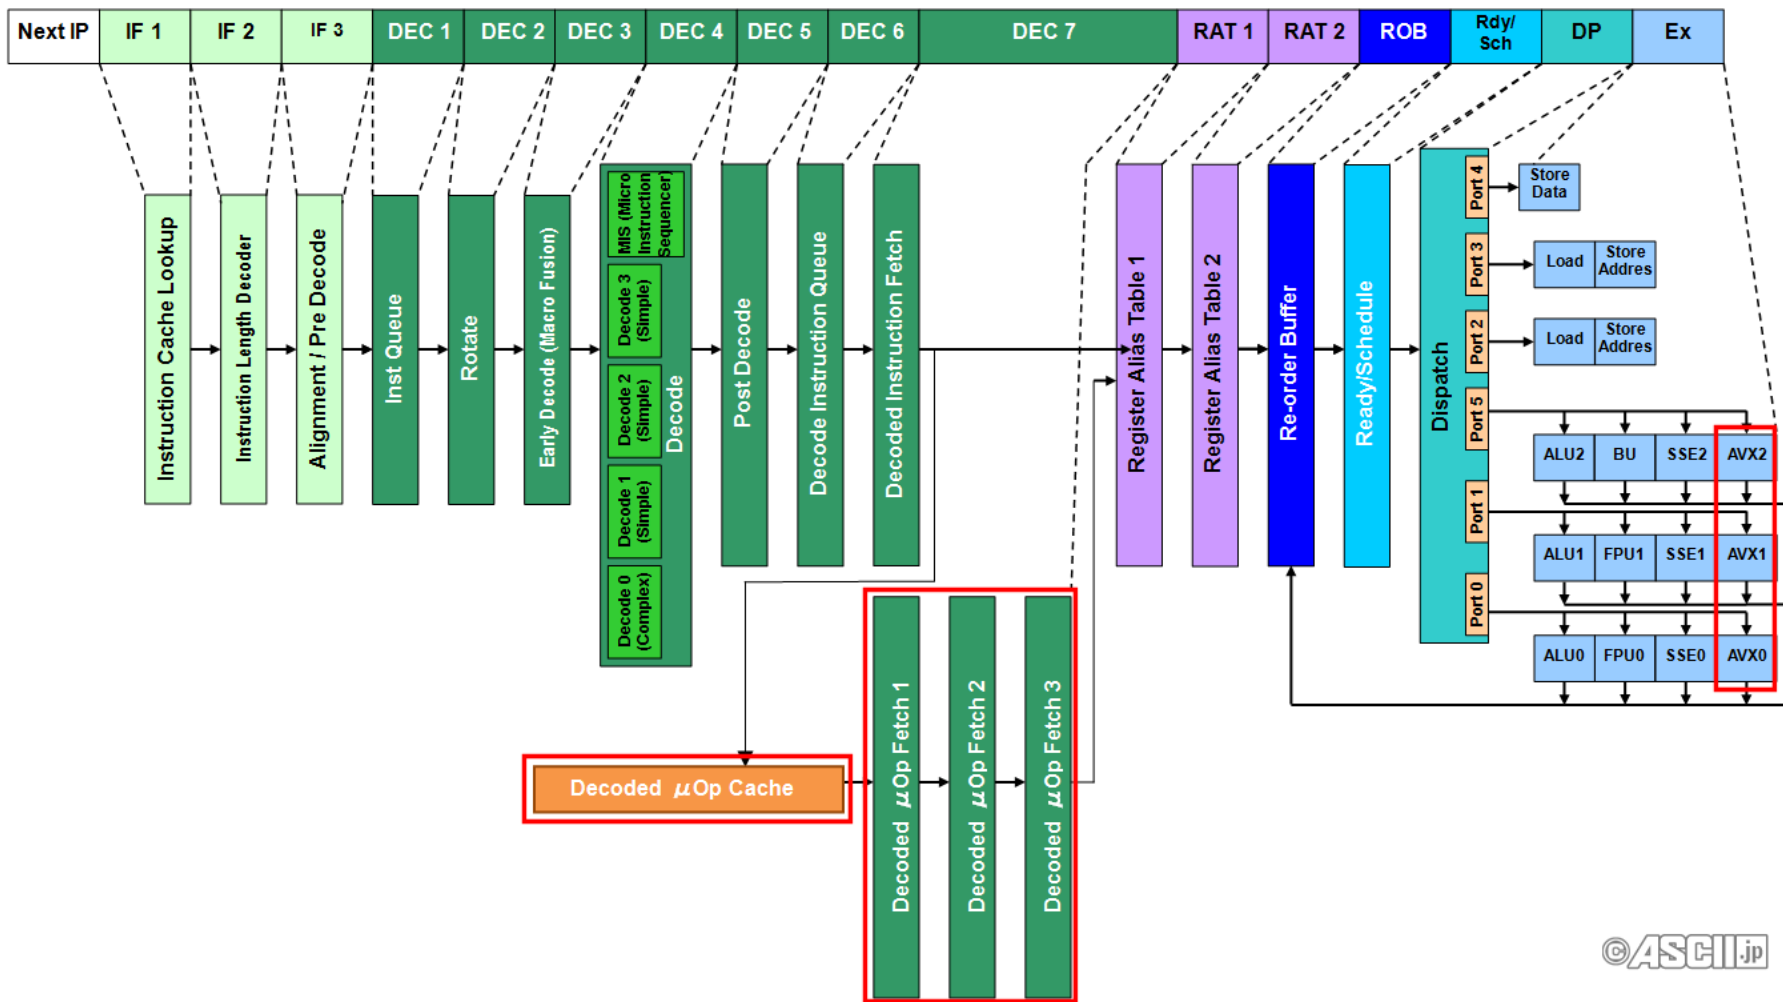 Next IP
IF 1
IF 2
IF 3
DEC 1
DEC 2
DEC 3
DEC 4
DEC 5
DEC 6
DEC 7
RAT 1
RAT 2
ROB
Rdy/
Sch
DP
Ex
Instruction Cache Lookup
Instruction Length Decoder
Alignment / Pre Decode
Inst Queue
Rotate
Early Decode (Macro Fusion)
MIS (Micro
Instruction
Sequencer)
Decode 3
(Simple)
Decode 2
(Simple)
Decode 1
(Simple)
Decode 0
(Complex)
Decode
Post Decode
Decode Instruction Queue
Decoded Instruction Fetch
Register Alias Table 1
Register Alias Table 2
Re-order Buffer
Ready/Schedule
Dispatch
Port 4
Port 3
Port 2
Port 5
Port 1
Port 0
Store
Data
Load
Store
Addres
Load
Store
Addres
ALU2
BU
SSE2
AVX2
ALU1
FPU1
SSE1
AVX1
ALU0
FPU0
SSE0
AVX0
Decoded μOp Cache
Decoded μOp Fetch 1
Decoded μOp Fetch 2
Decoded μOp Fetch 3
©ASCII.jp